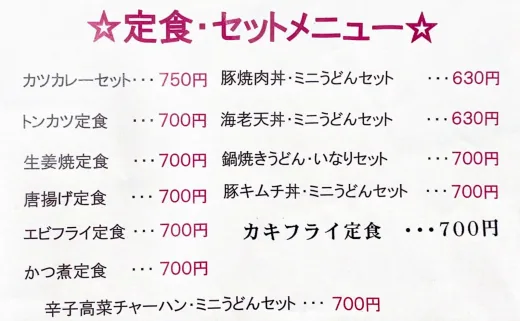 ☆定食・セットメニュー☆
カツカレーセット・・・750円
トンカツ定食 ・・・700円
生姜焼定食 ・・・700円
唐揚げ定食 ・・・700円
エビフライ定食 ・・・700円
かつ煮定食 ・・・700円
豚焼肉丼・ミニうどんセット ・・・630円
海老天丼・ミニうどんセット ・・・630円
鍋焼きうどん・いなりセット ・・・700円
豚キムチ丼・ミニうどんセット ・・・700円
カキフライ定食 ・・・700円
辛子高菜チャーハン・ミニうどんセット ・・・ 700円